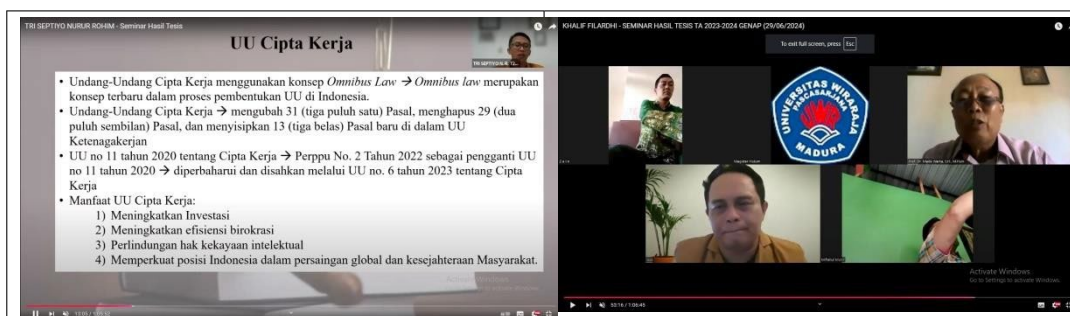 TRI SEPTIYO NURUR ROHIM - Seminar Hasil Tesis
UU Cipta Kerja
• Undang-Undang Cipta Kerja menggunakan konsep Omnibus Law → Omnibus law merupakan
konsep terbaru dalam proses pembentukan UU di Indonesia.
• Undang-Undang Cipta Kerja → mengubah 31 (tiga puluh satu) Pasal, menghapus 29 (dua
puluh sembilan) Pasal, dan menyisipkan 13 (tiga belas) Pasal baru di dalam UU
Ketenagakerjan
• UU no 11 tahun 2020 tentang Cipta Kerja → Perppu No. 2 Tahun 2022 sebagai pengganti UU
no 11 tahun 2020 → diperbaharui dan disahkan melalui UU no. 6 tahun 2023 tentang Cipta
Kerja
• Manfaat UU Cipta Kerja:
1) Meningkatkan Investasi
2) Meningkatkan efisiensi birokrasi
3) Perlindungan hak kekayaan intelektual
4) Memperkuat posisi Indonesia dalam persaingan global dan kesejahteraan Masyarakat.
KHALIF FILARDHI - SEMINAR HASIL TESIS TA 2023-2024 GENAP (29/06/2024)
To exit full screen, press Esc
UNIVERSITAS WIRARAJA
PASCASARJANA
MADURA
Activate Windows
Go to Settings to activate Windows.
53:16 / 1:06:45